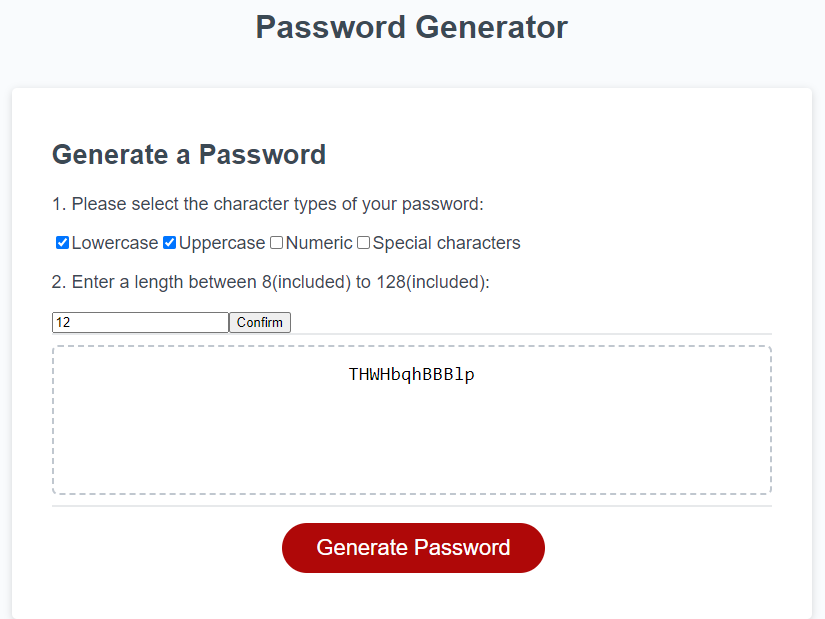 Password Generator
Generate a Password
1. Please select the character types of your password:
Lowercase Uppercase Numeric Special characters
2. Enter a length between 8(included) to 128(included):
12 Confirm
THWHbqhBBBlp
Generate Password